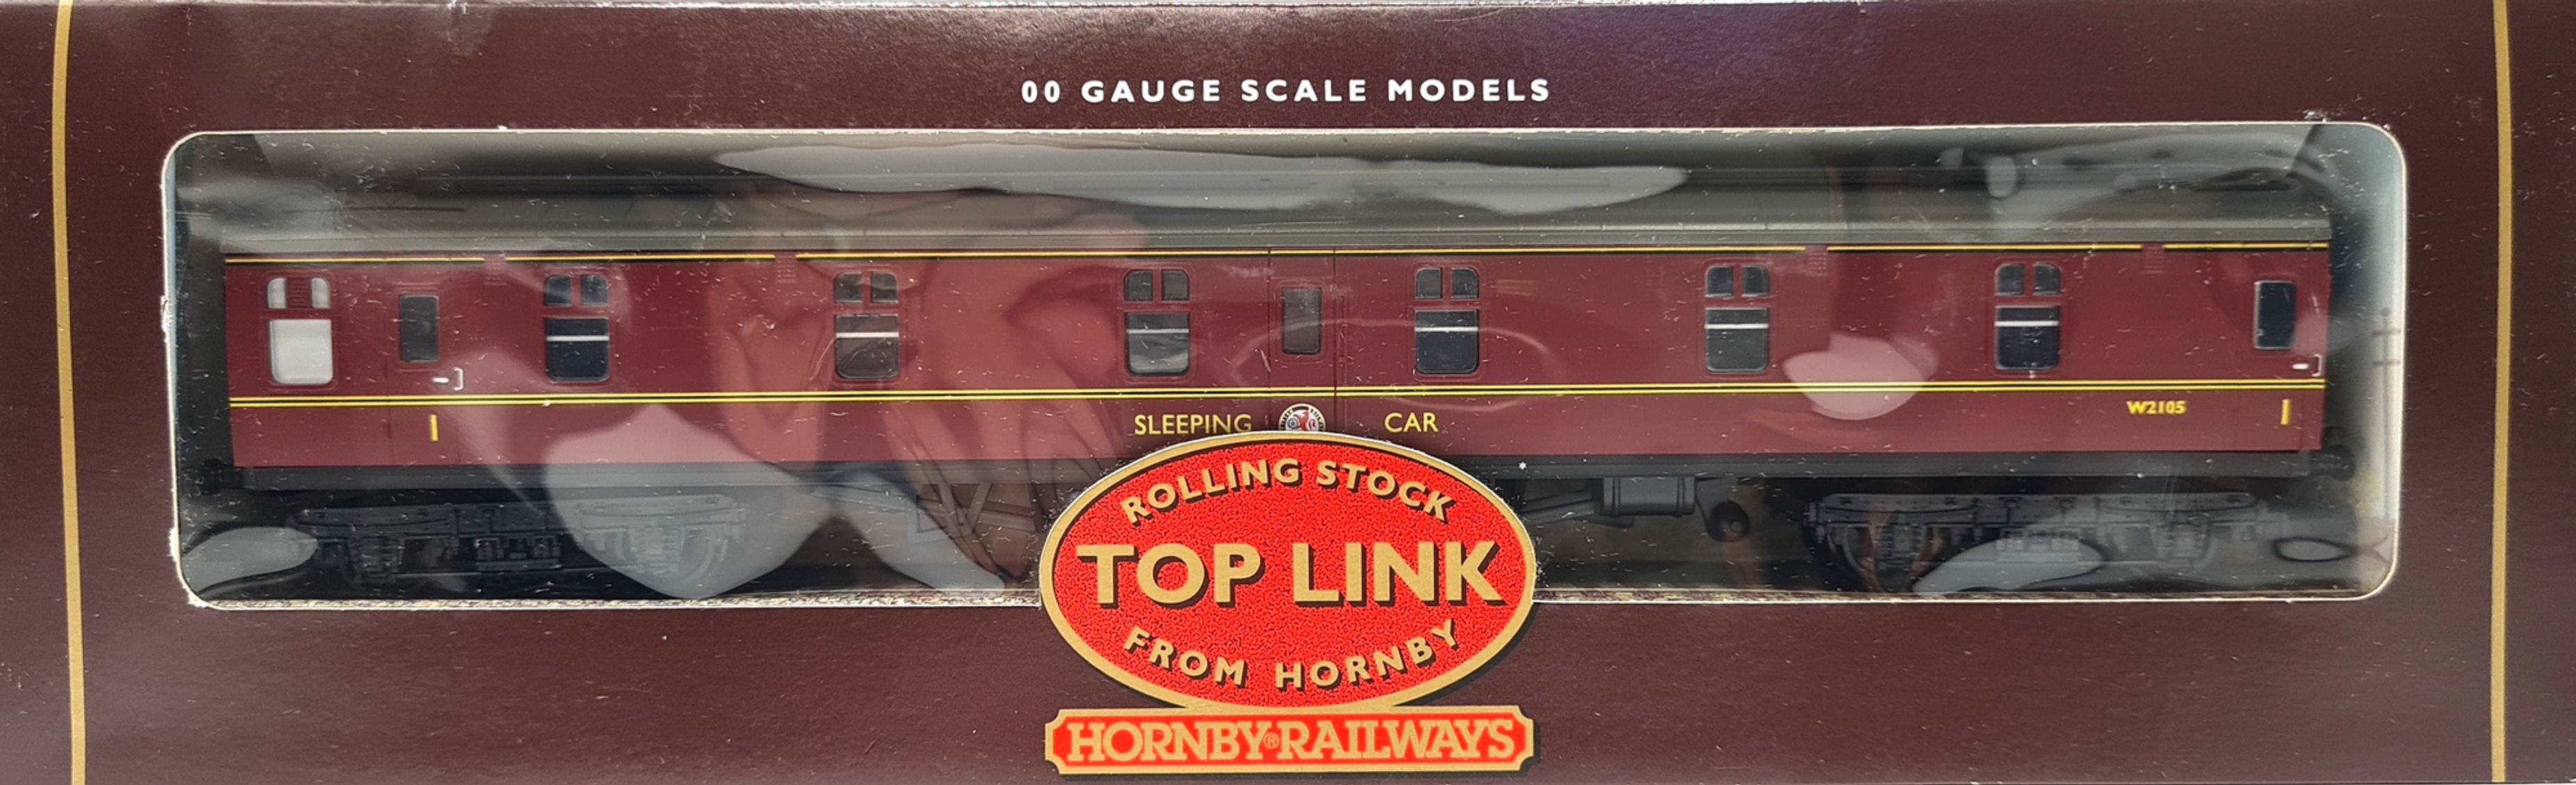 00 GAUGE SCALE MODELS
SLEEPING CAR
W2105
1 1
ROLLING STOCK
TOP LINK
FROM HORNBY
HORNBY® RAILWAYS